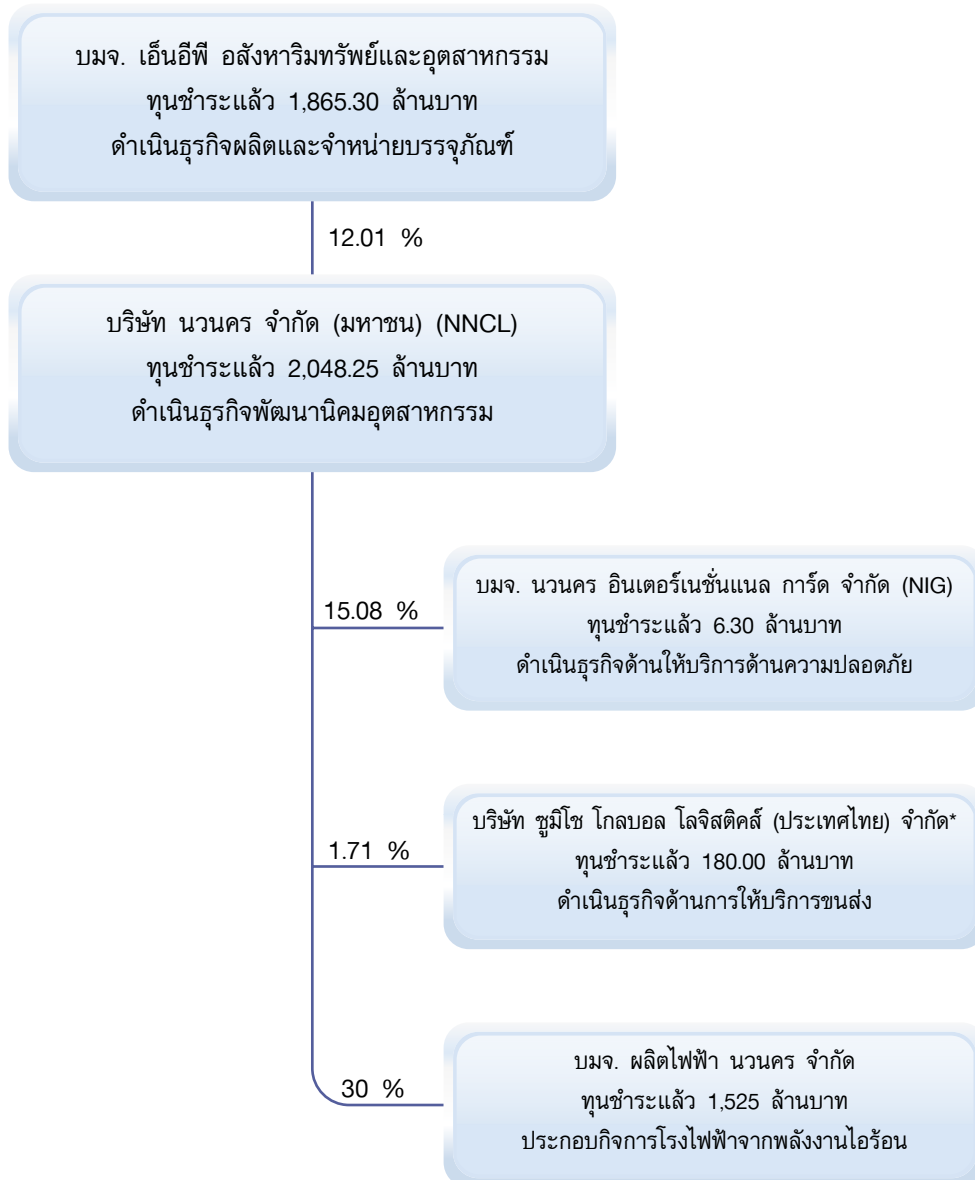 บมจ. เอ็นอีพี อสังหาริมทรัพย์และอุตสาหกรรม
ทุนชำระแล้ว 1,865.30 ล้านบาท
ดำเนินธุรกิจผลิตและจำหน่ายบรรจุภัณฑ์
12.01 %
บริษัท นวนคร จำกัด (มหาชน) (NNCL)
ทุนชำระแล้ว 2,048.25 ล้านบาท
ดำเนินธุรกิจพัฒนานิคมอุตสาหกรรม
15.08 %
บมจ. นวนคร อินเตอร์เนชั่นแนล การ์ด จำกัด (NIG)
ทุนชำระแล้ว 6.30 ล้านบาท
ดำเนินธุรกิจด้านให้บริการด้านความปลอดภัย
1.71 %
บริษัท ซูมิโช โกลบอล โลจิสติคส์ (ประเทศไทย) จำกัด*
ทุนชำระแล้ว 180.00 ล้านบาท
ดำเนินธุรกิจด้านการให้บริการขนส่ง
30 %
บมจ. ผลิตไฟฟ้า นวนคร จำกัด
ทุนชำระแล้ว 1,525 ล้านบาท
ประกอบกิจการโรงไฟฟ้าจากพลังงานไอร้อน